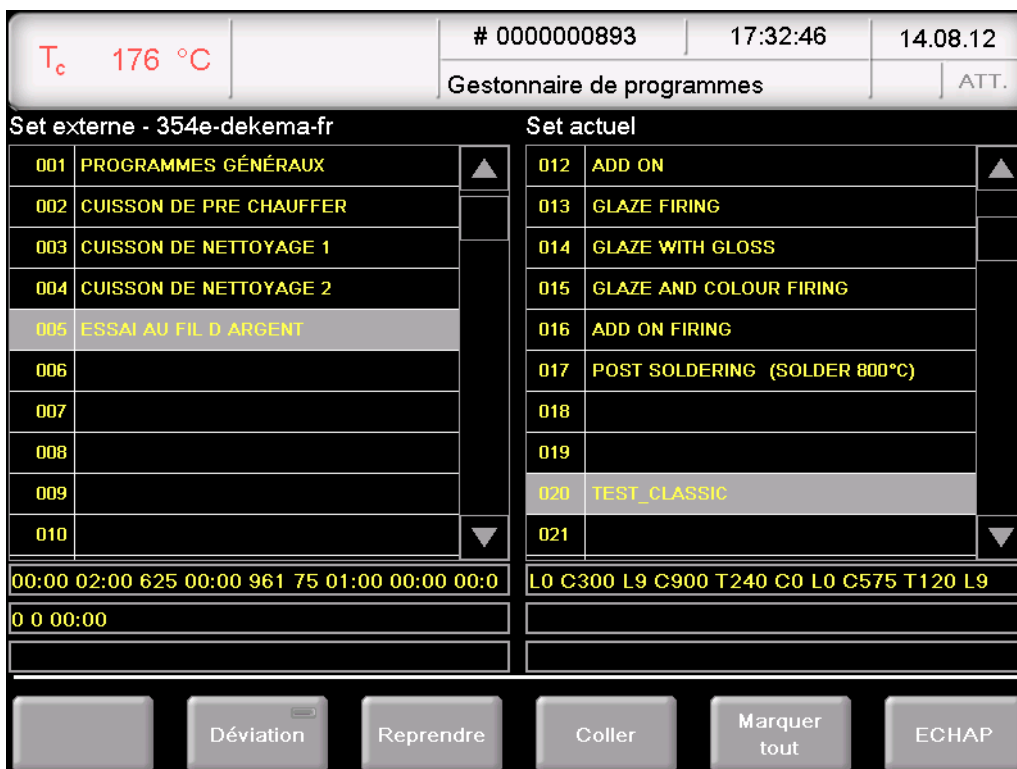 Tc 176 °C
# 0000000893
17:32:46
14.08.12
Gestonnaire de programmes
ATT.
Set externe - 354e-dekema-fr
001 PROGRAMMES GÉNÉRAUX
002 CUISSON DE PRE CHAUFFER
003 CUISSON DE NETTOYAGE 1
004 CUISSON DE NETTOYAGE 2
005 ESSAI AU FIL D ARGENT
006
007
008
009
010
00:00 02:00 625 00:00 961 75 01:00 00:00 00:0
0 0 00:00
Set actuel
012 ADD ON
013 GLAZE FIRING
014 GLAZE WITH GLOSS
015 GLAZE AND COLOUR FIRING
016 ADD ON FIRING
017 POST SOLDERING (SOLDER 800°C)
018
019
020 TEST_CLASSIC
021
L0 C300 L9 C900 T240 C0 L0 C575 T120 L9
Déviation
Reprendre
Coller
Marquer
tout
ECHAP